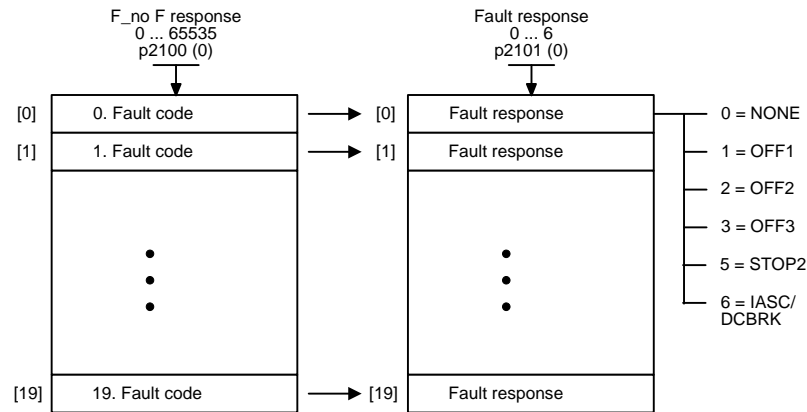 F_no F response
0 ... 65535
p2100 (0)
Fault response
0 ... 6
p2101 (0)
[0] 0. Fault code [0] Fault response 0 = NONE
[1] 1. Fault code [1] Fault response 1 = OFF1
2 = OFF2
3 = OFF3
5 = STOP2
6 = IASC/
DCBRK
[19] 19. Fault code [19] Fault response